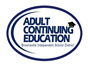 ADULT
CONTINUING
EDUCATION
Brownsville Independent School District